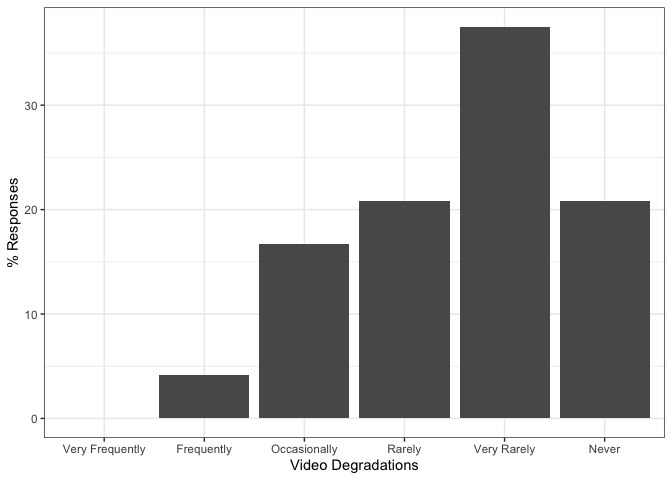 % Responses
30
20
10
0
Very Frequently Frequently Occasionally Rarely Very Rarely Never
Video Degradations